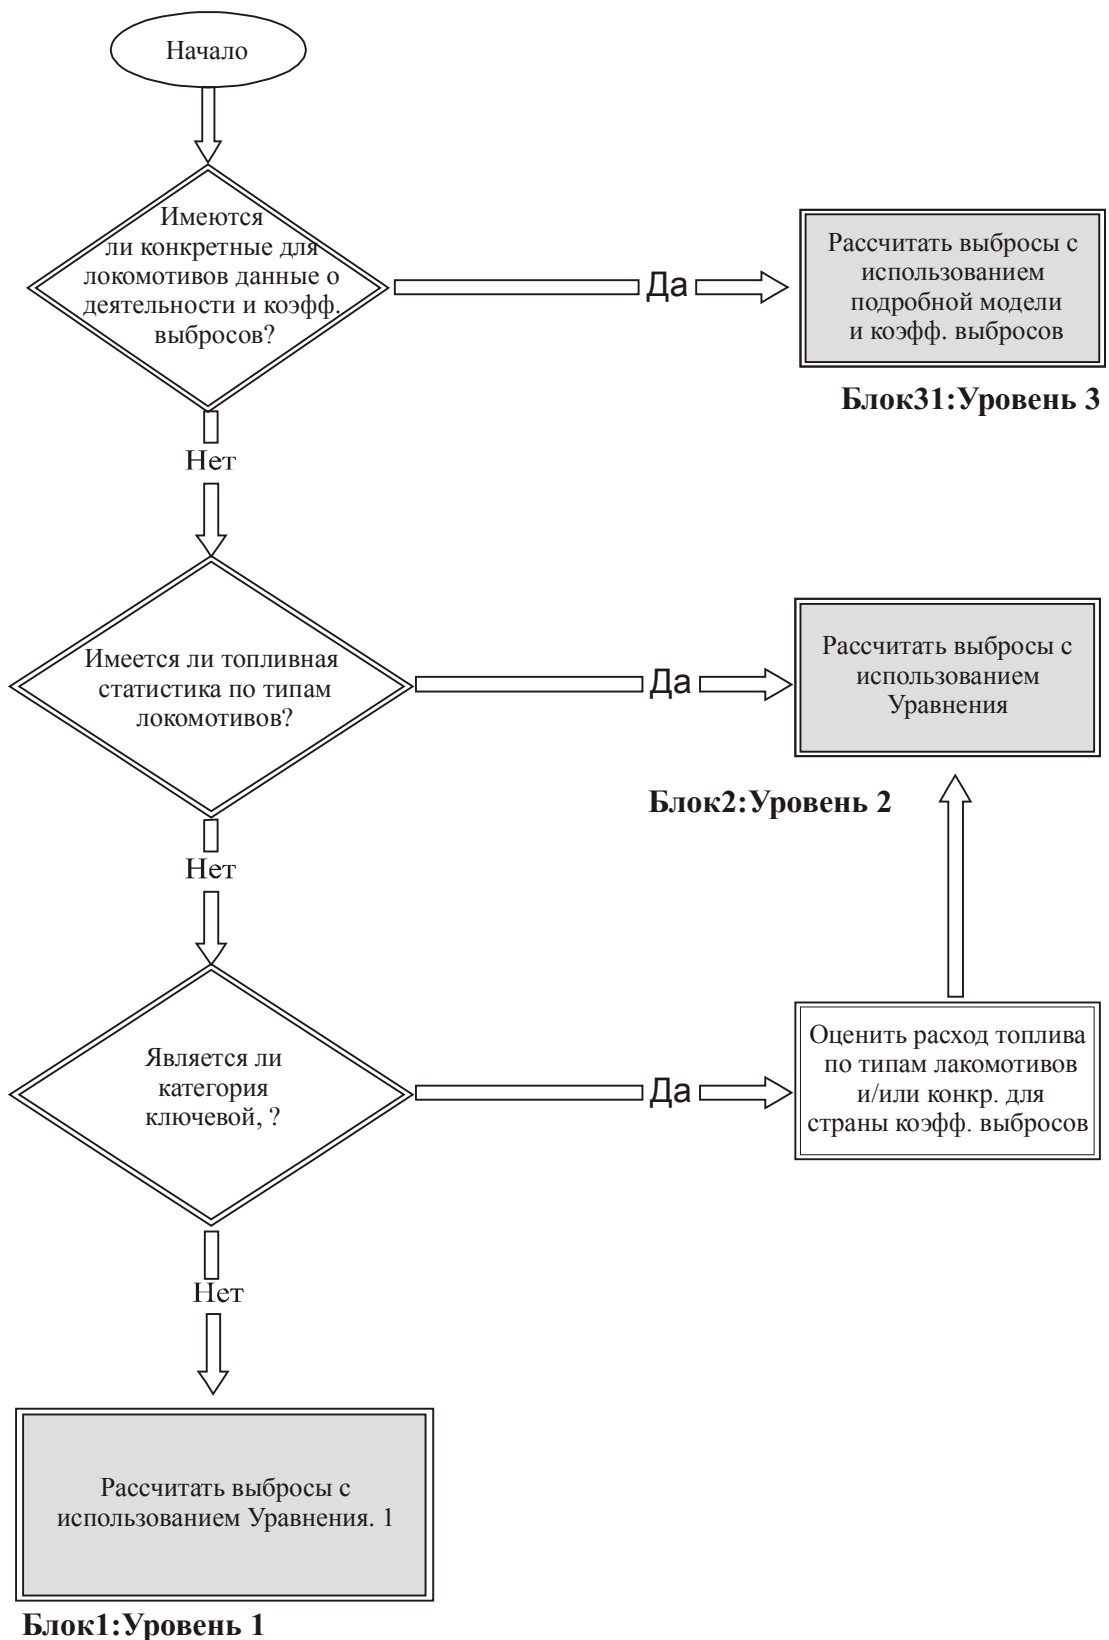 Начало
Имеются
ли конкретные для
локомотивов данные о
деятельности и коэфф.
выбросов?
Да
Рассчитать выбросы с
использованием
подробной модели
и коэфф. выбросов
Блок31:Уровень 3
Нет
Имеется ли топливная
статистика по типам
локомотивов?
Да
Рассчитать выбросы с
использованием
Уравнения
Блок2:Уровень 2
Нет
Является ли
категория
ключевой, ?
Да
Оценить расход топлива
по типам лакомотивов
и/или конкр. для
страны коэфф. выбросов
Нет
Рассчитать выбросы с
использованием Уравнения. 1
Блок1:Уровень 1